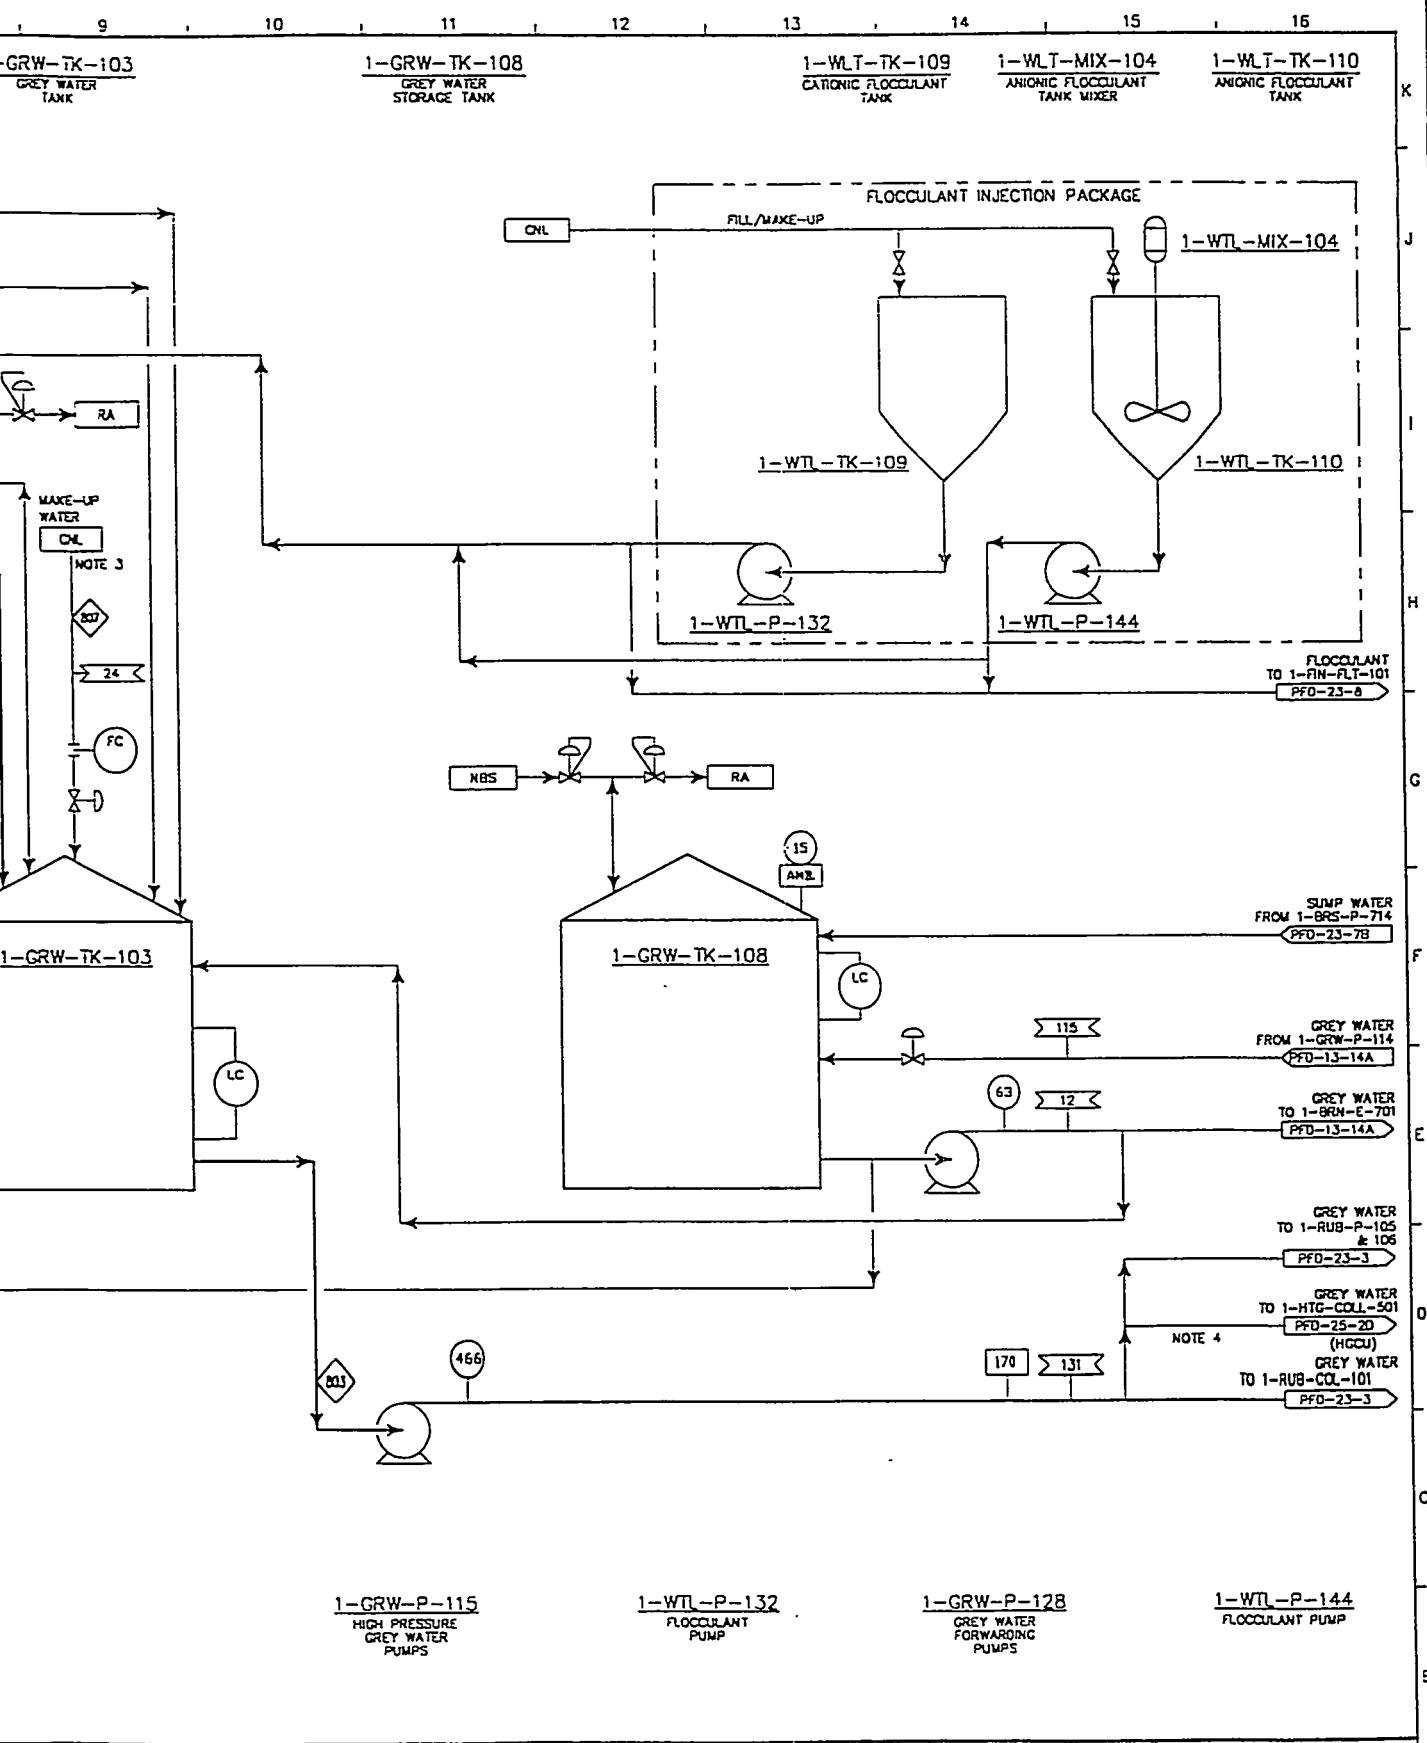 9 10 11 12 13 14 15 16
-GRW-TK-103
GREY WATER
TANK
1-GRW-TK-108
GREY WATER
STORAGE TANK
1-WLT-TK-109
CATIONIC FLOCCULANT
TANK
1-WLT-MIX-104
ANIONIC FLOCCULANT
TANK MIXER
1-WLT-TK-110
ANIONIC FLOCCULANT
TANK
K
FLOCCULANT INJECTION PACKAGE
FILL/MAKE-UP
CNL
1-WTL-MIX-104
J
RA
I
1-WTL-TK-109
1-WTL-TK-110
MAKE-UP
WATER
CNL
NOTE 3
807
H
1-WTL-P-132
1-WTL-P-144
24
FLOCCULANT
TO 1-FIN-FLT-101
PFD-23-8
FC
NBS
RA
G
15
AMB.
SUMP WATER
FROM 1-BRS-P-714
PFD-23-7B
1-GRW-TK-103
1-GRW-TK-108
F
LC
115
GREY WATER
FROM 1-GRW-P-114
PFD-13-14A
LC
63
12
GREY WATER
TO 1-BRN-E-701
PFD-13-14A
E
GREY WATER
TO 1-RUB-P-105
& 106
PFD-23-3
GREY WATER
TO 1-HTG-COLL-501
PFD-25-2D
(HGCU)
D
NOTE 4
466
803
170
131
GREY WATER
TO 1-RUB-COL-101
PFD-23-3
C
1-GRW-P-115
HIGH PRESSURE
GREY WATER
PUMPS
1-WTL-P-132
FLOCCULANT
PUMP
1-GRW-P-128
GREY WATER
FORWARDING
PUMPS
1-WTL-P-144
FLOCCULANT PUMP